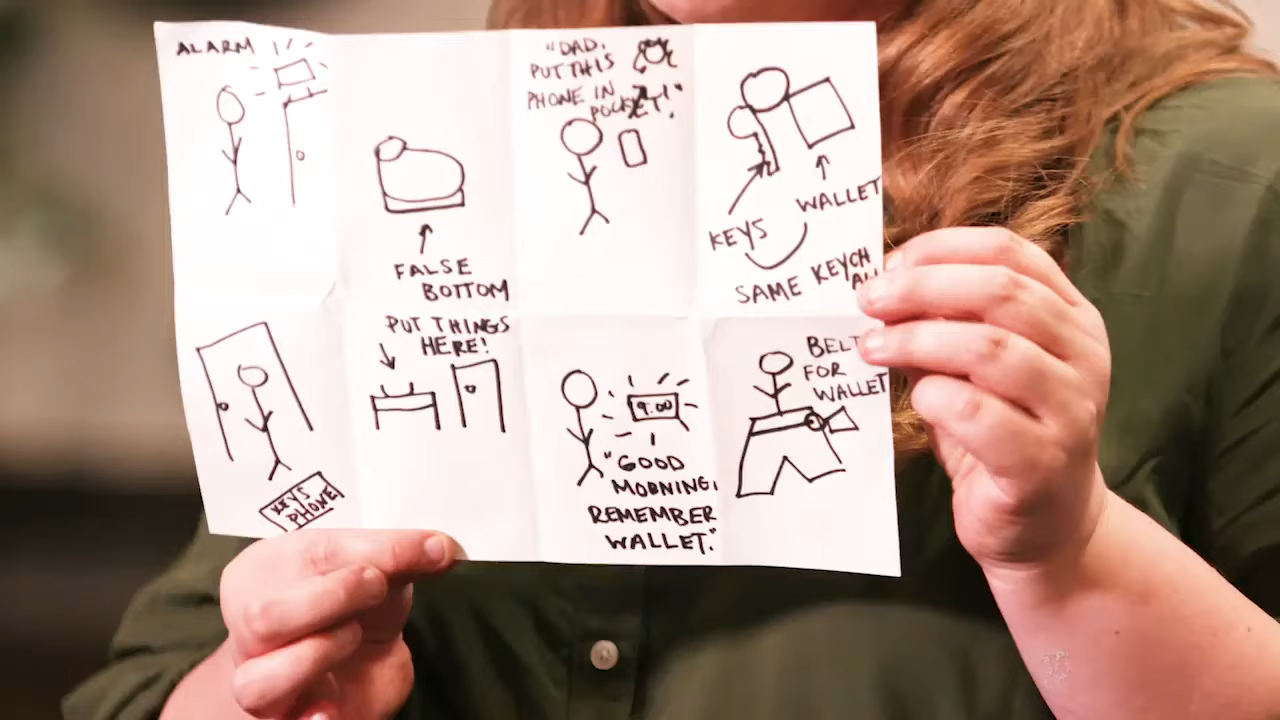 ALARM
FALSE
BOTTOM
"DAD,
PUT THIS
PHONE IN
POCKET!"
KEYS
WALLET
SAME KEYCH
KEYS
PHONE
PUT THINGS
HERE!
9:00
"GOOD
MORNING,
REMEMBER
WALLET."
BELT
FOR
WALLET